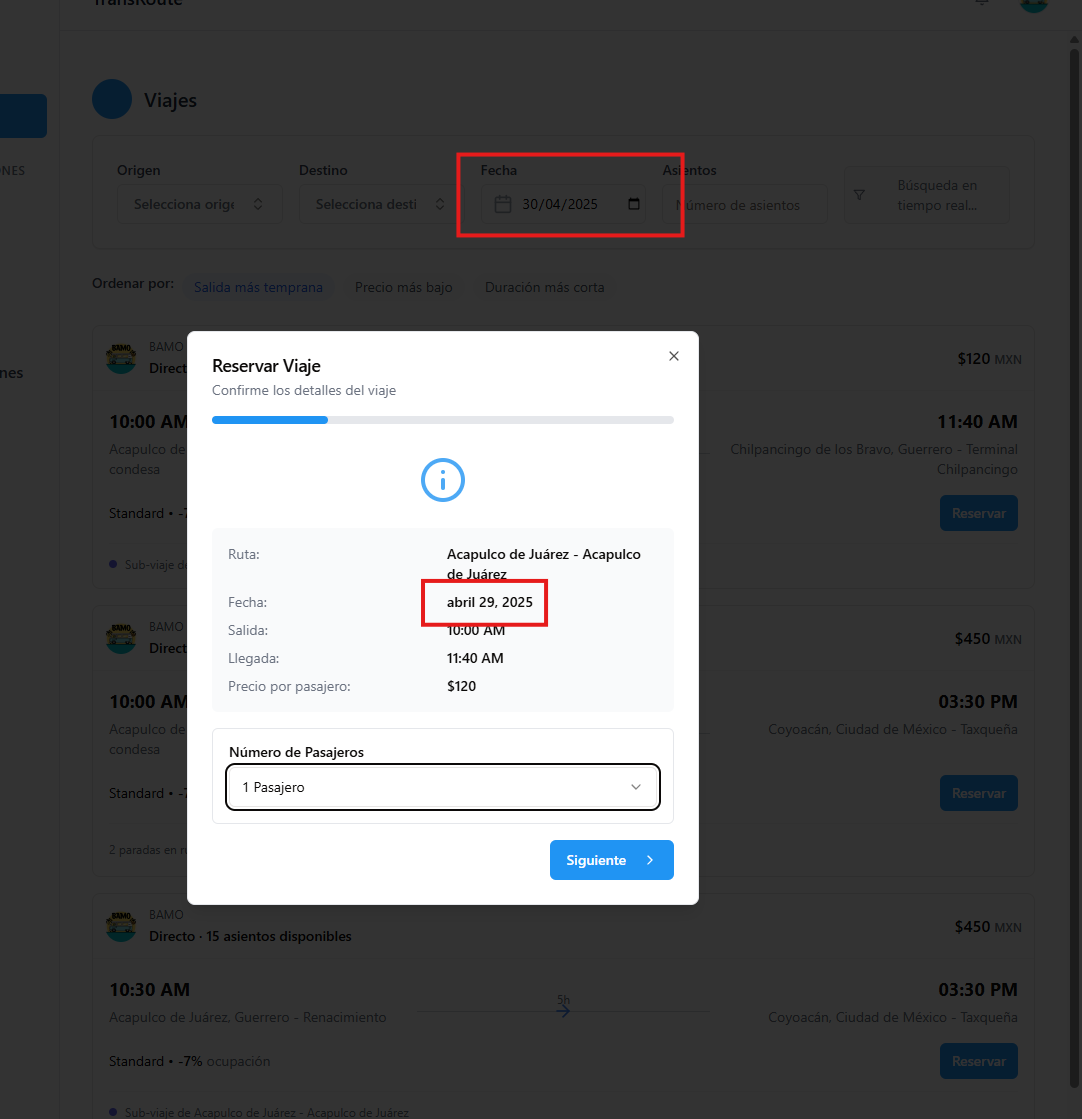 TransRoute
Viajes
NES
nes
Origen
Destino
Fecha
Asientos
Selecciona orige
Selecciona desti
30/04/2025
Número de asientos
Búsqueda en
tiempo real...
Ordenar por:
Salida más temprana
Precio más bajo
Duración más corta
BAMO
Direct
$120 MXN
10:00 AM
11:40 AM
Acapulco de
condesa
Chilpancingo de los Bravo, Guerrero - Terminal
Chilpancingo
Standard • -7
Reservar
Sub-viaje de
BAMO
Direct
$450 MXN
10:00 AM
03:30 PM
Acapulco de
condesa
Coyoacán, Ciudad de México - Taxqueña
Standard • -7
Reservar
2 paradas en r
Reservar Viaje
Confirme los detalles del viaje
Ruta:
Acapulco de Juárez - Acapulco
de Juárez
Fecha:
abril 29, 2025
Salida:
10:00 AM
Llegada:
11:40 AM
Precio por pasajero:
$120
Número de Pasajeros
1 Pasajero
Siguiente
BAMO
Directo · 15 asientos disponibles
$450 MXN
10:30 AM
5h
03:30 PM
Acapulco de Juárez, Guerrero - Renacimiento
Coyoacán, Ciudad de México - Taxqueña
Standard • -7% ocupación
Reservar
Sub-viaje de Acapulco de Juárez - Acapulco de Juárez